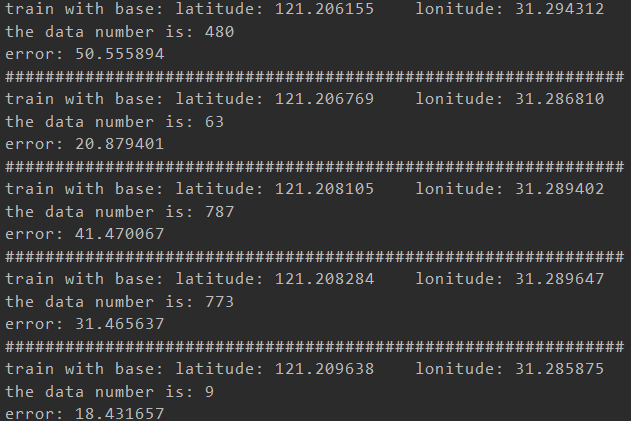 train with base: latitude: 121.206155    lonitude: 31.294312
the data number is: 480
error: 50.555894
##############################################################
train with base: latitude: 121.206769    lonitude: 31.286810
the data number is: 63
error: 20.879401
##############################################################
train with base: latitude: 121.208105    lonitude: 31.289402
the data number is: 787
error: 41.470067
##############################################################
train with base: latitude: 121.208284    lonitude: 31.289647
the data number is: 773
error: 31.465637
##############################################################
train with base: latitude: 121.209638    lonitude: 31.285875
the data number is: 9
error: 18.431657